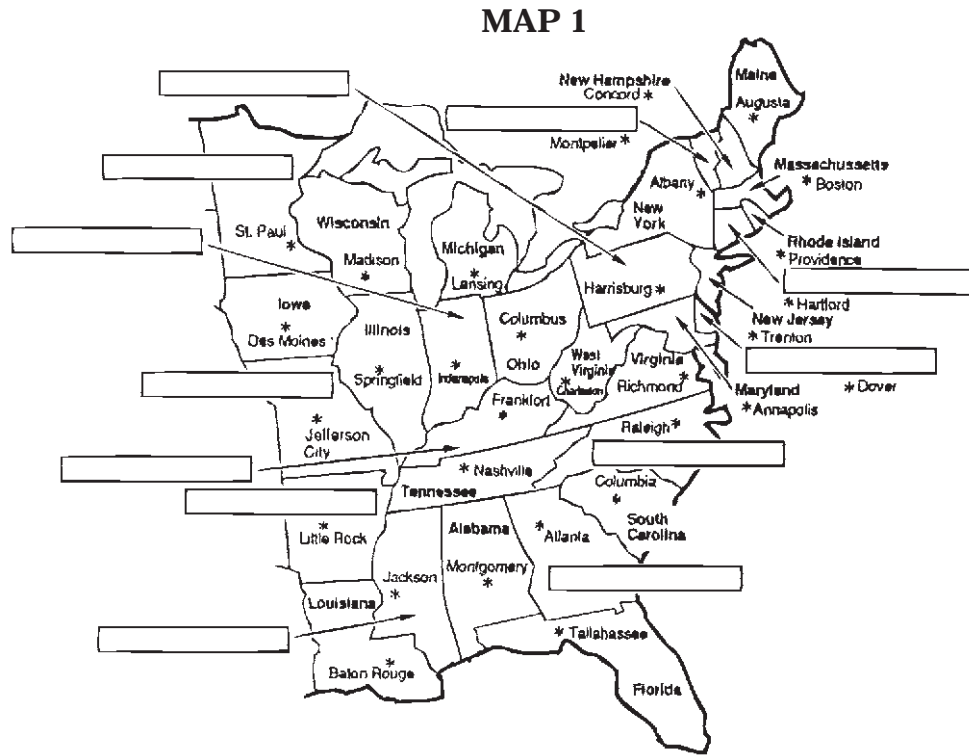 MAP 1
Maine
New Hampshire
Concord *
Augusta
*
Montpelier *
Massachussetts
* Boston
Albany
*
New
York
Wisconsin
St. Paul *
Michigan
Rhode Island
* Providence
Madison
*
*
Lansing
Harrisburg *
* Hartford
Iowa
*
Des Moines
Illinois
Columbus
*
Ohio
New Jersey
* Trenton
West
Virginia
*
Charleston
Virginia
*
Richmond
*
Springfield
*
Indianapolis
Maryland
* Annapolis
* Dover
Frankfort
*
*
Jefferson
City
Raleigh *
* Nashville
Tennessee
Columbia
*
South
Carolina
*
Little Rock
Alabama
*
Atlanta
Jackson
*
Montgomery
*
Louisiana
* Tallahassee
*
Baton Rouge
Florida